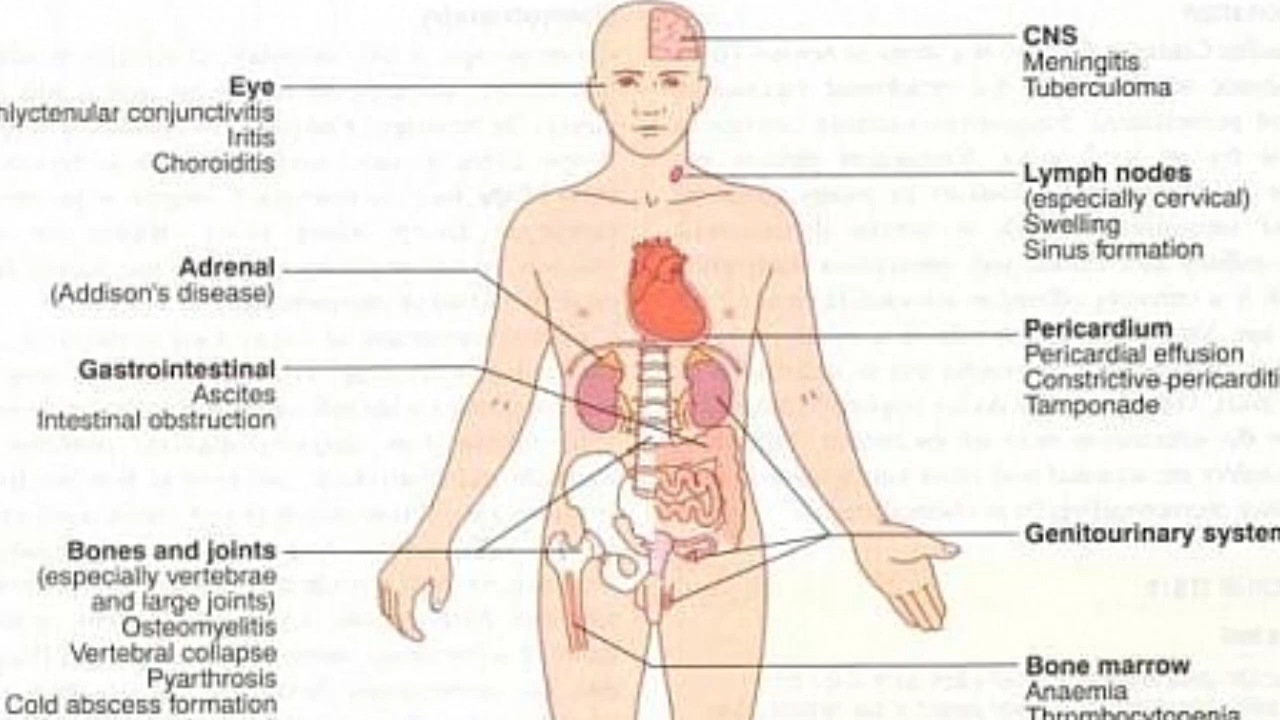 Eye
hlyctenular conjunctivitis
Iritis
Choroiditis
Adrenal
(Addison's disease)
Gastrointestinal
Ascites
Intestinal obstruction
Bones and joints
(especially vertebrae
and large joints)
Osteomyelitis
Vertebral collapse
Pyarthrosis
Cold abscess formation
CNS
Meningitis
Tuberculoma
Lymph nodes
(especially cervical)
Swelling
Sinus formation
Pericardium
Pericardial effusion
Constrictive-pericarditi
Tamponade
Genitourinary system
Bone marrow
Anaemia
Thrombocytopenia